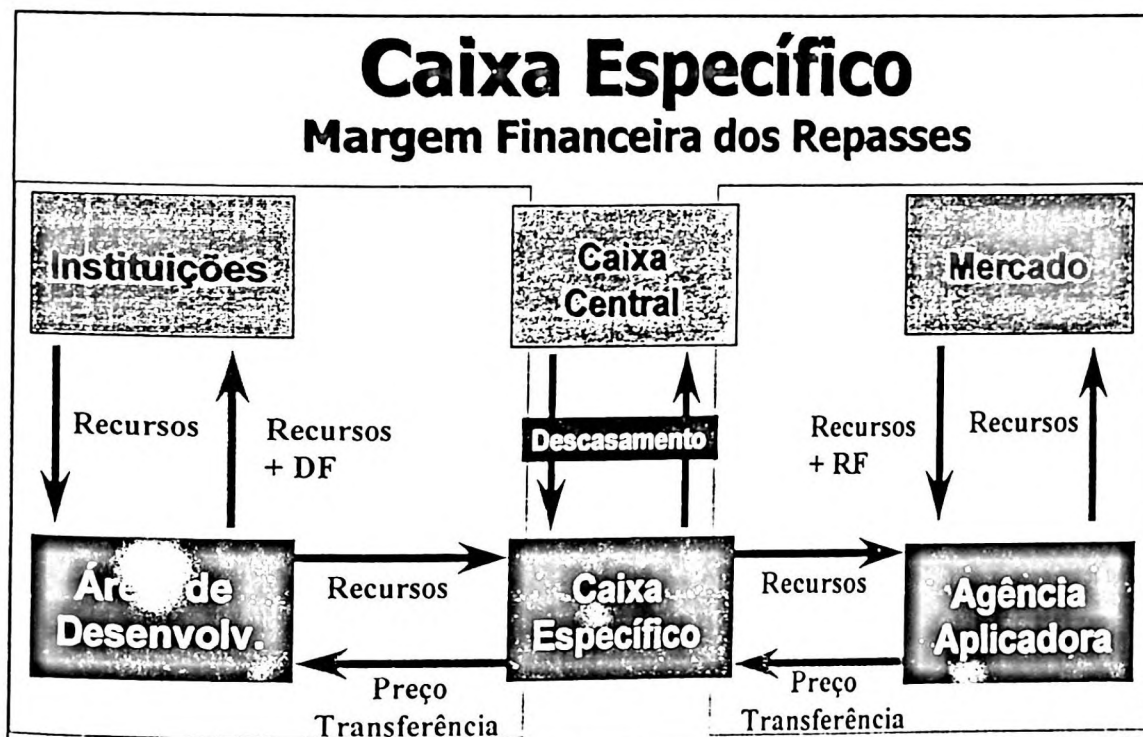 Caixa Específico
Margem Financeira dos Repasses
Instituições
Caixa
Central
Mercado
Recursos
Recursos
+ DF
Descasamento
Recursos
+ RF
Recursos
Área de
Desenvolv.
Recursos
Caixa
Específico
Recursos
Agência
Aplicadora
Preço
Transferência
Preço
Transferência